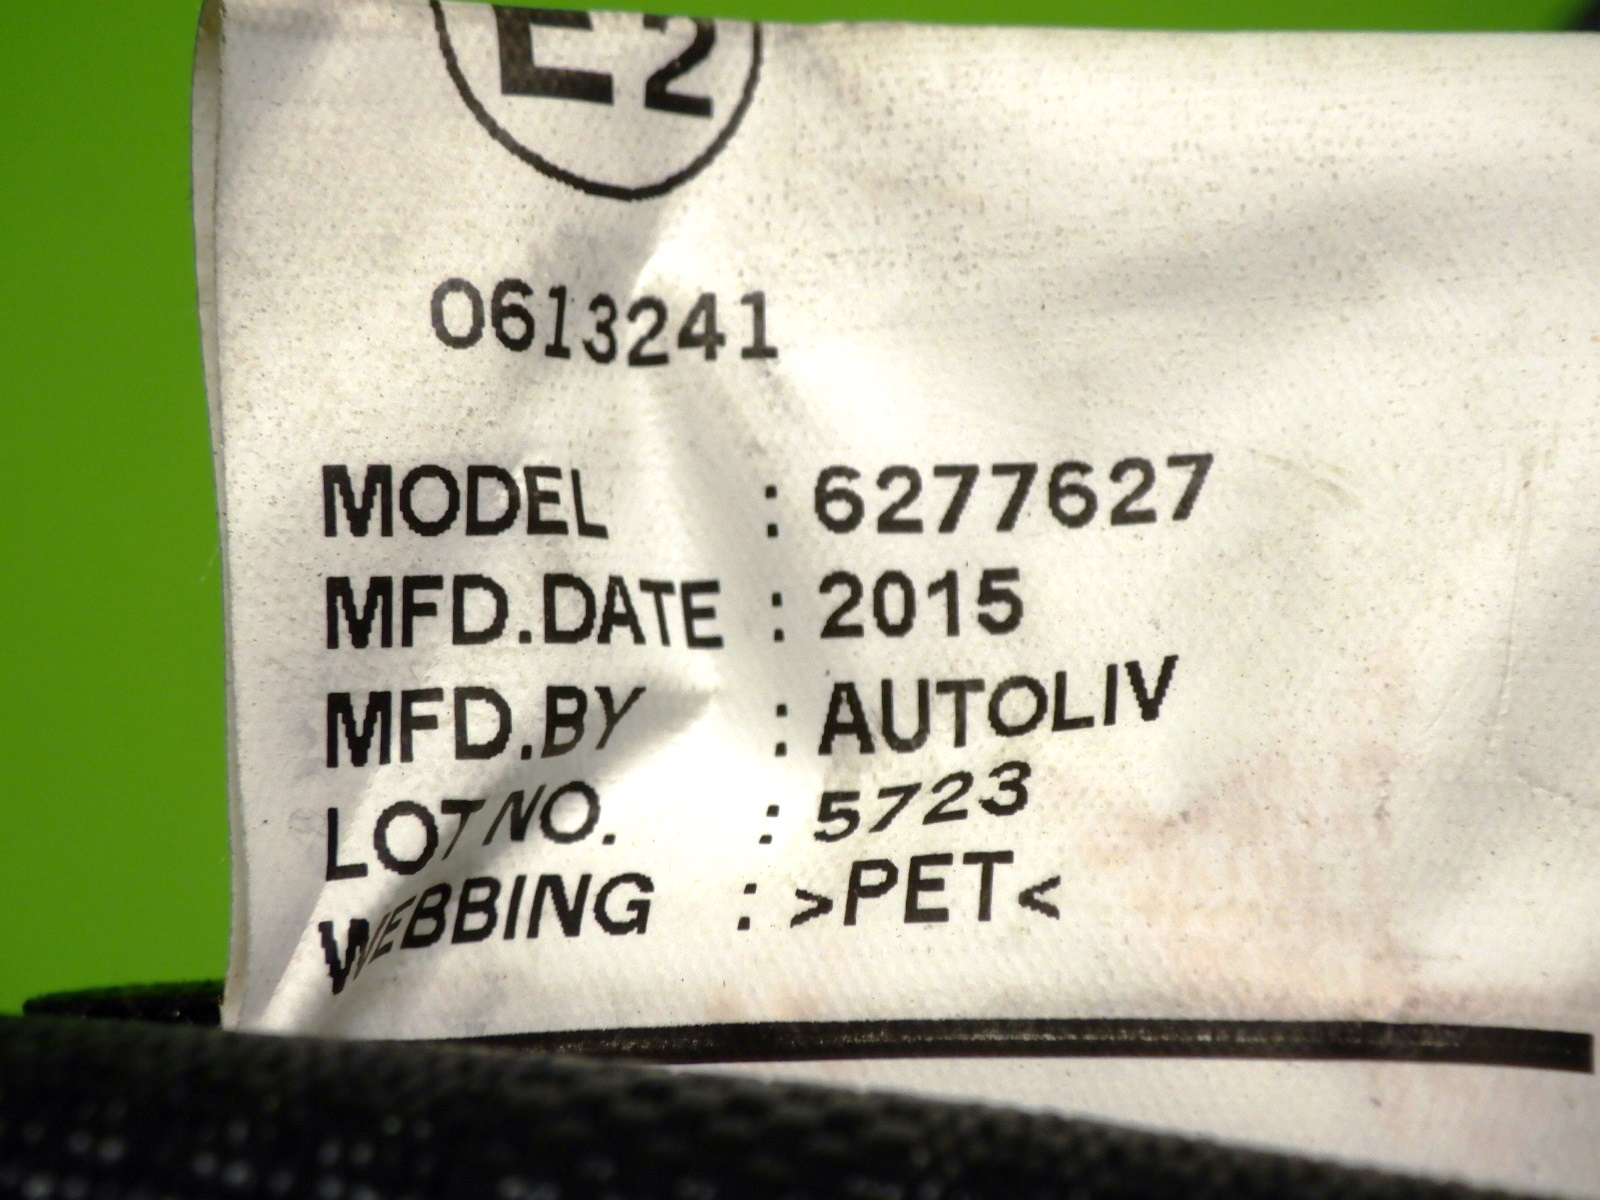 E2
0613241
MODEL : 6277627
MFD.DATE : 2015
MFD.BY : AUTOLIV
LOT NO. : 5723
WEBBING : >PET<